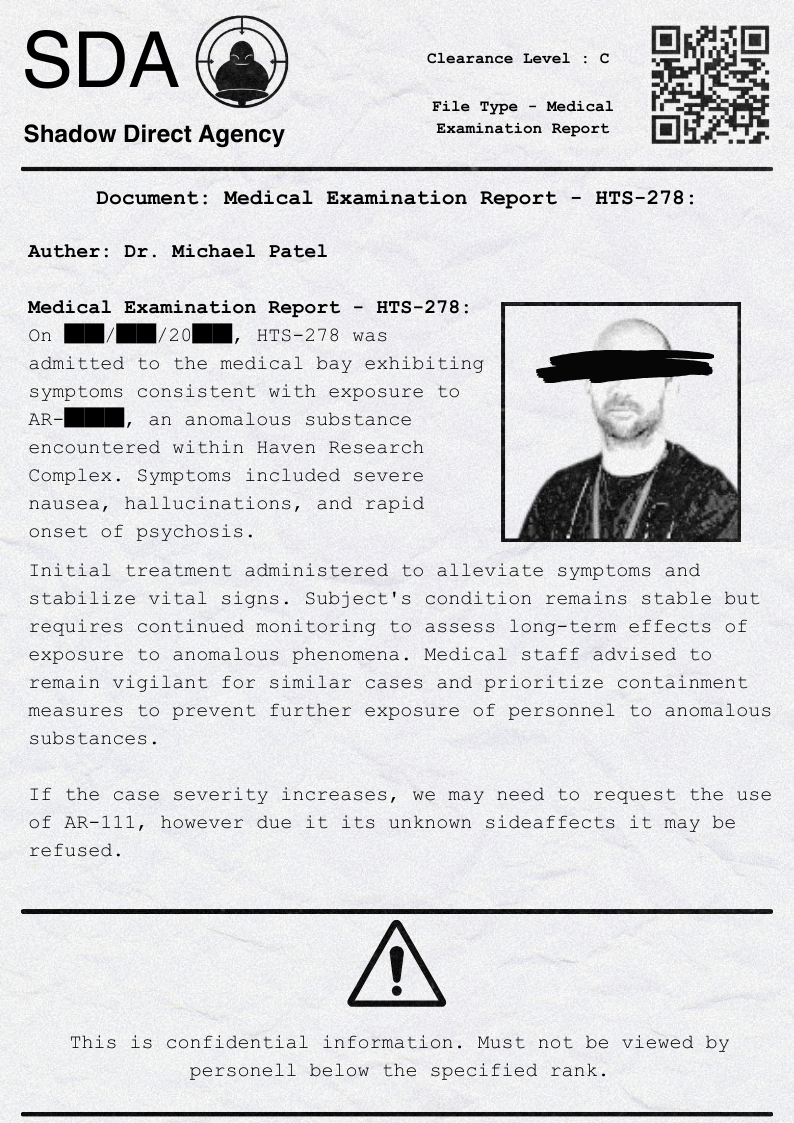 SDA
Shadow Direct Agency
Clearance Level : C
File Type - Medical
Examination Report
Document: Medical Examination Report - HTS-278:
Auther: Dr. Michael Patel
Medical Examination Report - HTS-278:
On ███/███/20███, HTS-278 was
admitted to the medical bay exhibiting
symptoms consistent with exposure to
AR-█████, an anomalous substance
encountered within Haven Research
Complex. Symptoms included severe
nausea, hallucinations, and rapid
onset of psychosis.
Initial treatment administered to alleviate symptoms and
stabilize vital signs. Subject's condition remains stable but
requires continued monitoring to assess long-term effects of
exposure to anomalous phenomena. Medical staff advised to
remain vigilant for similar cases and prioritize containment
measures to prevent further exposure of personnel to anomalous
substances.
If the case severity increases, we may need to request the use
of AR-111, however due it its unknown sideaffects it may be
refused.
This is confidential information. Must not be viewed by
personell below the specified rank.